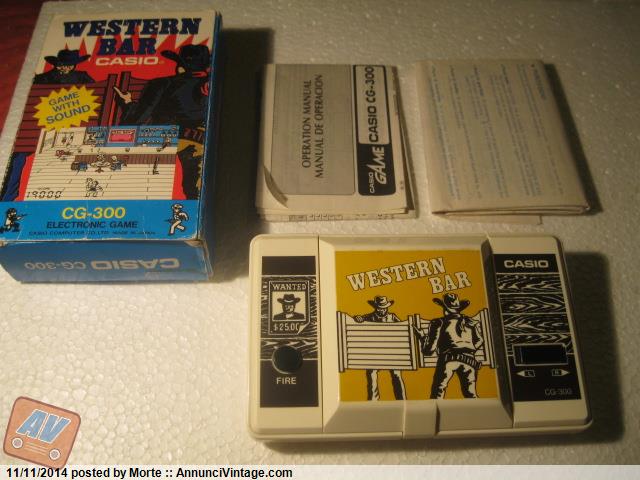 WESTERN
BAR
CASIO
GAME
WITH
SOUND
SCORE
19000
CG-300
ELECTRONIC GAME
CASIO COMPUTER CO., LTD. MADE IN JAPAN
CASIO CG-300
OPERATION MANUAL
MANUAL DE OPERACION
CASIO GAME CASIO CG-300
WESTERN
BAR
WANTED
$25.00
FIRE
CASIO
L R
CG-300
AV
11/11/2014 posted by Morte :: AnnunciVintage.com